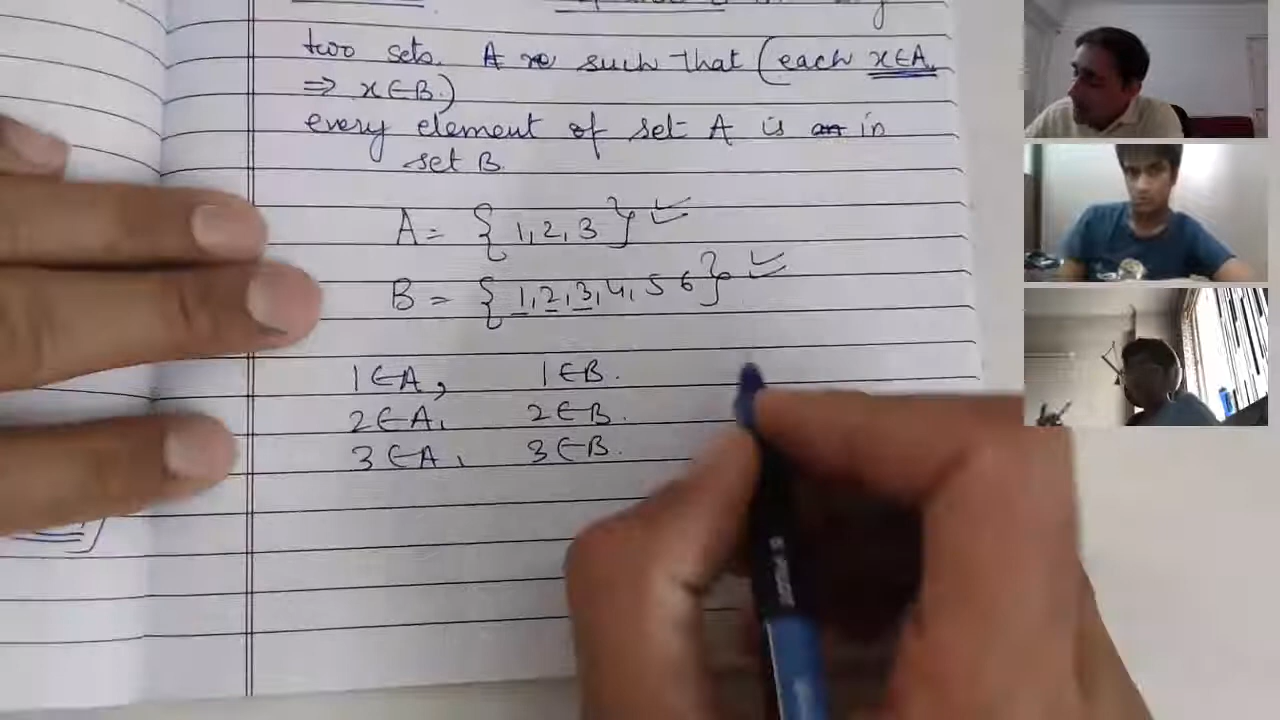 two sets. A B such that (each x∈A
⇒ x∈B.)
every element of set A is an in
set B.
A = { 1, 2, 3 }
B = { 1, 2, 3, 4, 5 6 }
1∈A, 1∈B.
2∈A, 2∈B.
3∈A, 3∈B.